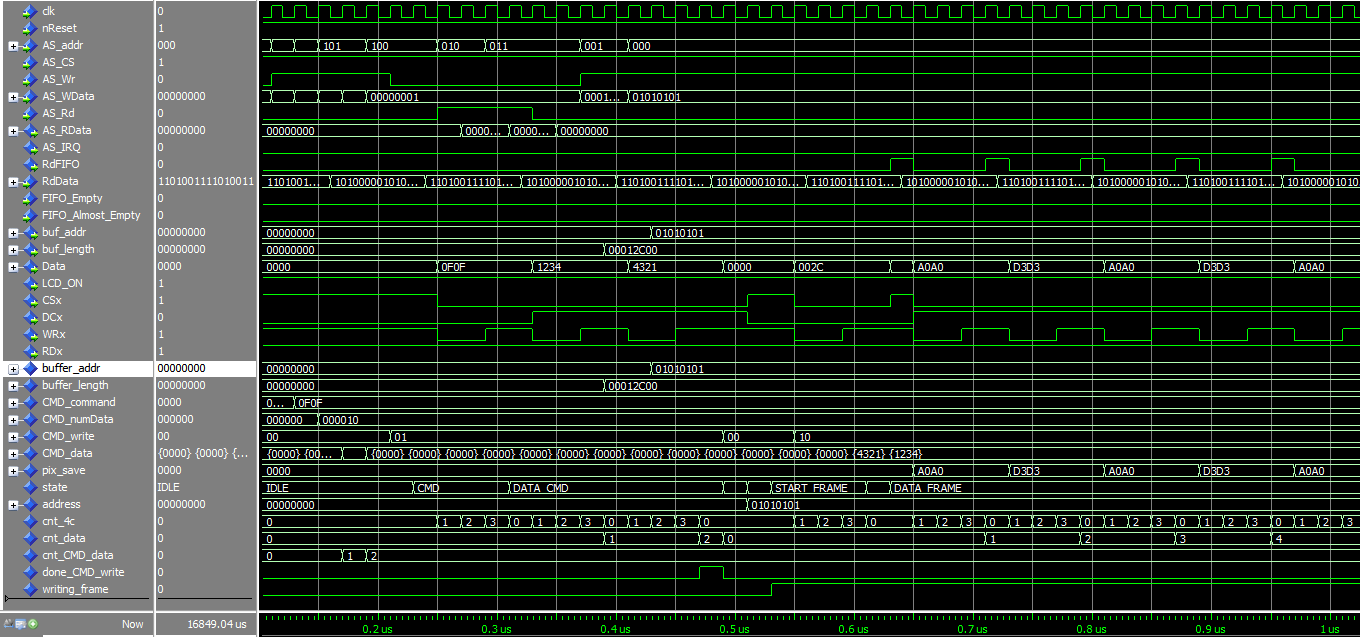 clk 0
nReset 1
AS_addr 000 101 100 010 011 001 000
AS_CS 1
AS_Wr 0
AS_WData 00000000 00000001 0001... 01010101
AS_Rd 0
AS_RData 00000000 00000000 0000... 0000... 00000000
AS_IRQ 0
RdFIFO 0
RdData 1101001111010011 1101001... 101000001010... 110100111101... 101000001010... 110100111101... 101000001010... 110100111101... 101000001010... 110100111101... 101000001010... 110100111101... 101000001010
FIFO_Empty 0
FIFO_Almost_Empty 0
buf_addr 00000000 00000000 01010101
buf_length 00000000 00000000 00012C00
Data 0000 0000 0F0F 1234 4321 0000 002C A0A0 D3D3 A0A0 D3D3 A0A0
LCD_ON 1
CSx 1
DCx 0
WRx 1
RDx 1
buffer_addr 00000000 00000000 01010101
buffer_length 00000000 00000000 00012C00
CMD_command 0000 0... 0F0F
CMD_numData 000000 000000 000010
CMD_write 00 00 01 00 10
CMD_data {0000} {0000} {... {0000} {00... {0000} {0000} {0000} {0000} {0000} {0000} {0000} {0000} {0000} {0000} {0000} {0000} {0000} {4321} {1234}
pix_save 0000 0000 A0A0 D3D3 A0A0 D3D3 A0A0
state IDLE IDLE CMD DATA_CMD START_FRAME DATA_FRAME
address 00000000 00000000 01010101
cnt_4c 0 0 1 2 3 0 1 2 3 0 1 2 3 0 1 2 3 0 1 2 3 0 1 2 3 0 1 2 3 0 1 2 3 0 1 2 3
cnt_data 0 0 1 2 0 1 2 3 4
cnt_CMD_data 0 0 1 2
done_CMD_write 0
writing_frame 0
Now 16849.04 us 0.2 us 0.3 us 0.4 us 0.5 us 0.6 us 0.7 us 0.8 us 0.9 us 1 us